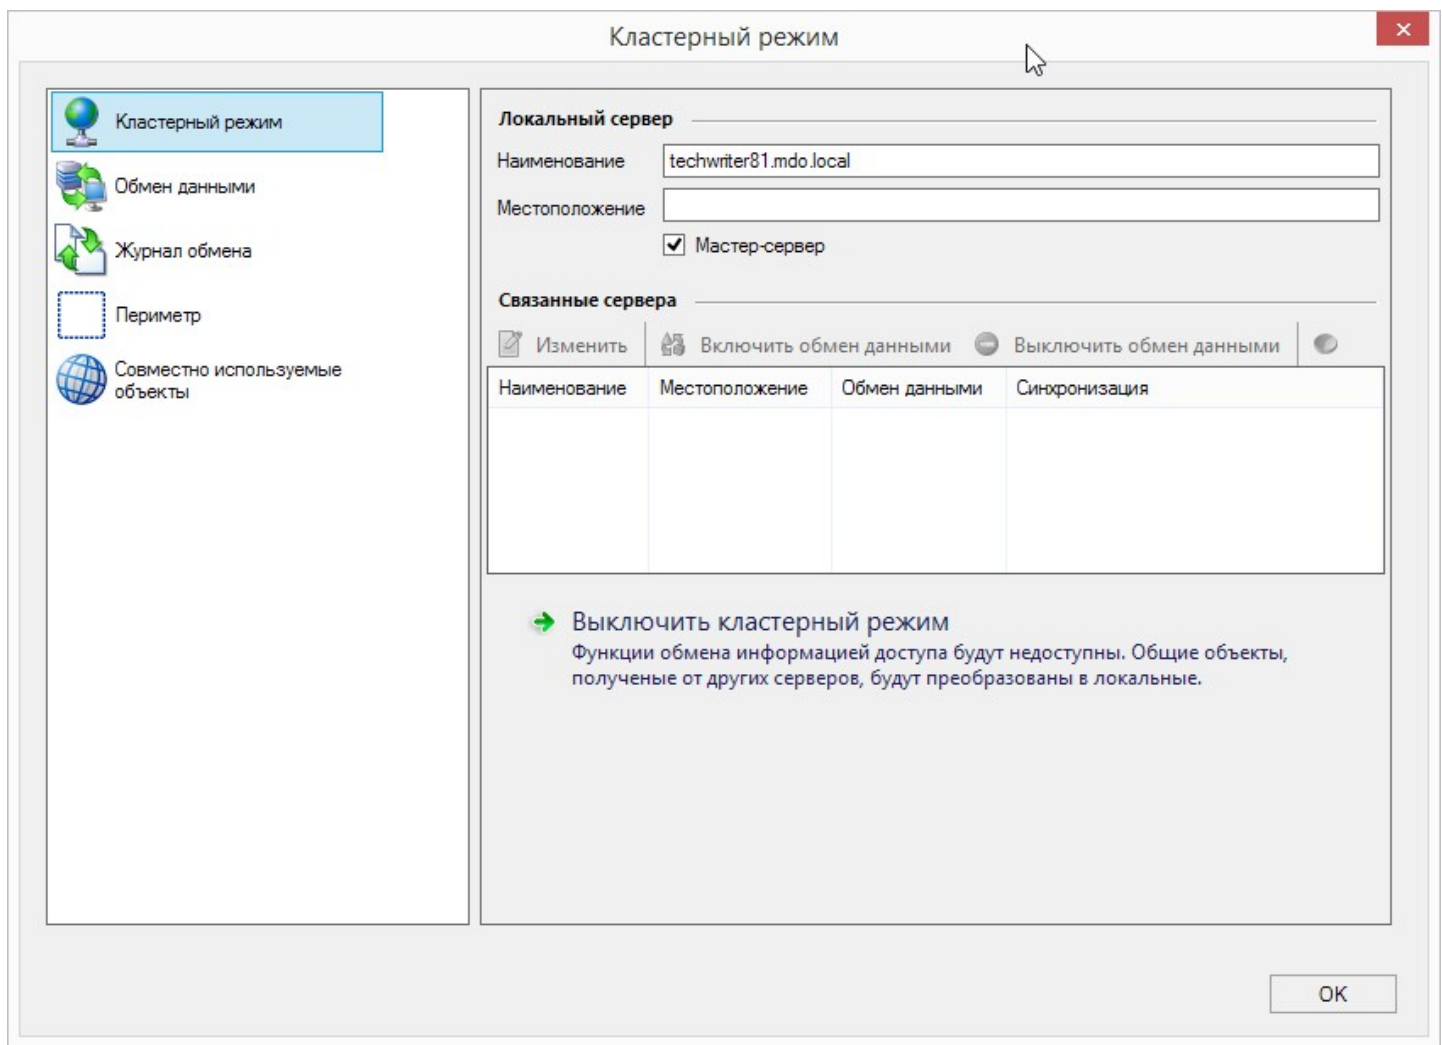 Кластерный режим
Кластерный режим
Обмен данными
Журнал обмена
Периметр
Совместно используемые
объекты
Локальный сервер
Наименование techwriter81.mdo.local
Местоположение
Мастер-сервер
Связанные сервера
Изменить Включить обмен данными Выключить обмен данными
Наименование Местоположение Обмен данными Синхронизация
Выключить кластерный режим
Функции обмена информацией доступа будут недоступны. Общие объекты,
полученые от других серверов, будут преобразованы в локальные.
OK